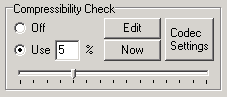 Compressibility Check
Off
Edit
Codec
Settings
Use 5 %
Now